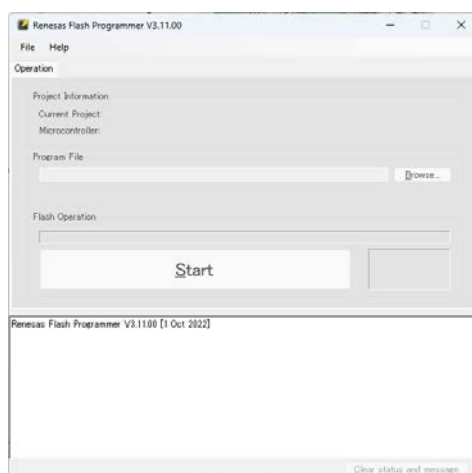 Renesas Flash Programmer V3.11.00
File Help
Operation
Project Information
Current Project:
Microcontroller:
Program File
Browse...
Flash Operation
Start
Renesas Flash Programmer V3.11.00 [1 Oct 2022]
Clear status and message